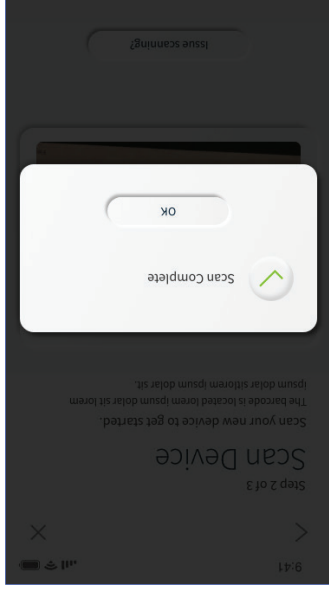 9:41
Step 2 of 3
Scan Device
Scan your new device to get started.
The barcode is located lorem ipsum dolar sit lorem
ipsum dolar sitlorem ipsum dolar sit.
Scan Complete
OK
Issue scanning?